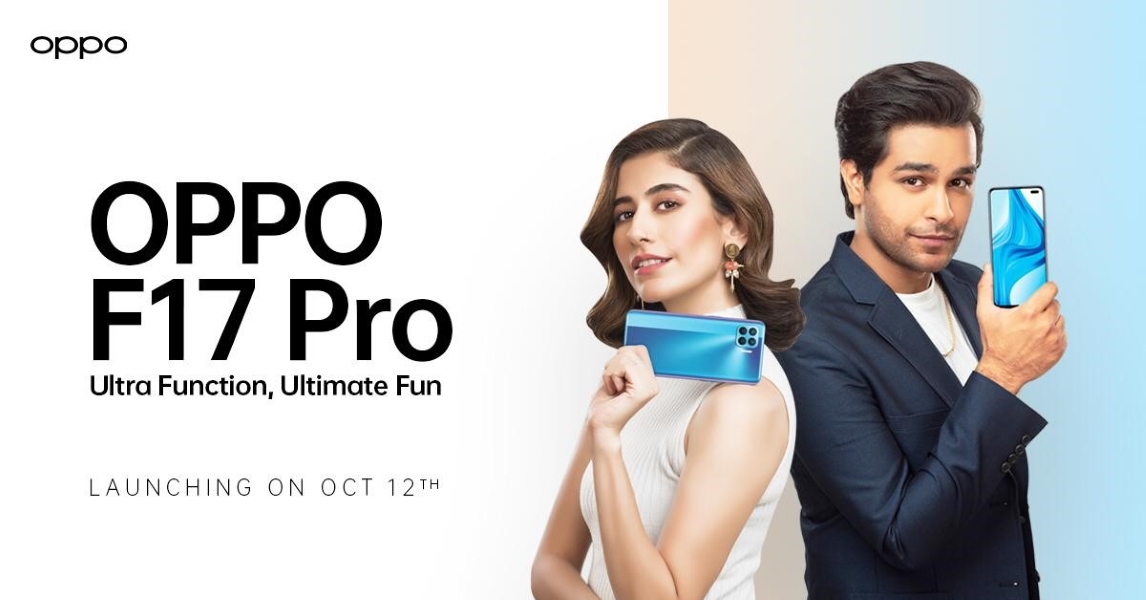 oppo
OPPO
F17 Pro
Ultra Function, Ultimate Fun
LAUNCHING ON OCT 12TH